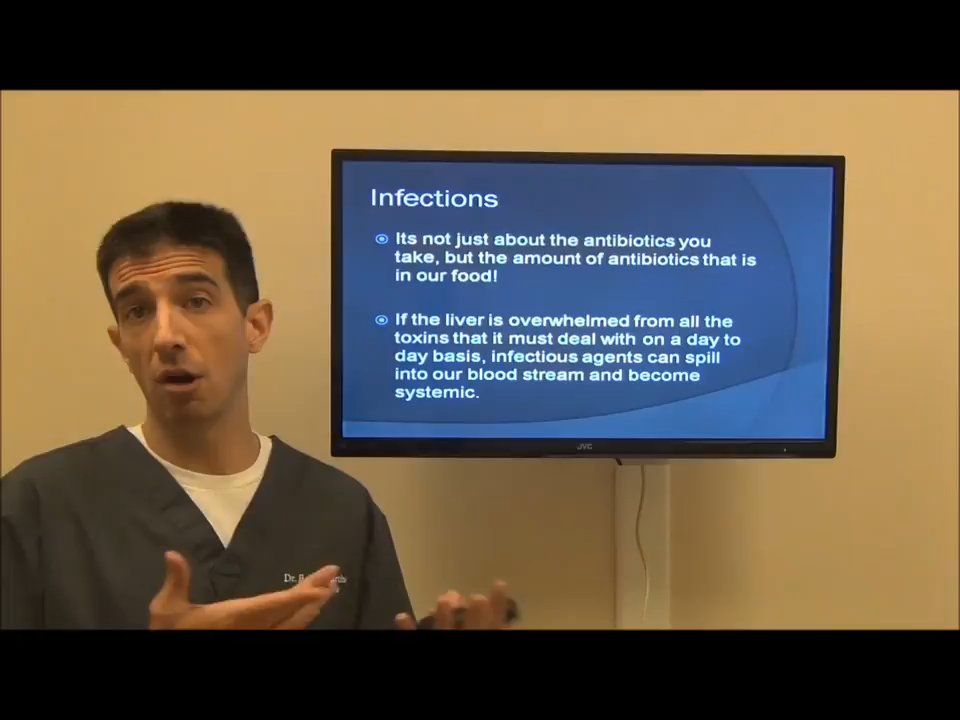 Infections
Its not just about the antibiotics you
take, but the amount of antibiotics that is
in our food!
If the liver is overwhelmed from all the
toxins that it must deal with on a day to
day basis, infectious agents can spill
into our blood stream and become
systemic.
JVC
Dr.